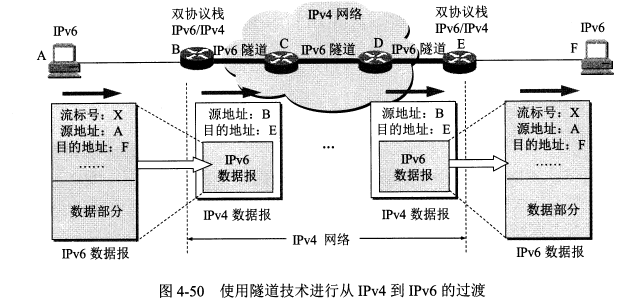 IPv4 网络
IPv6
双协议栈
IPv6/IPv4
双协议栈
IPv6/IPv4
IPv6
A
B
IPv6 隧道
C
IPv6 隧道
D
IPv6 隧道
E
F
流标号：X
源地址：A
目的地址：F
……
数据部分
IPv6 数据报
源地址：B
目的地址：E
IPv6
数据报
IPv4 数据报
…
源地址：B
目的地址：E
IPv6
数据报
IPv4 数据报
流标号：X
源地址：A
目的地址：F
……
数据部分
IPv6 数据报
IPv4 网络
图 4-50 使用隧道技术进行从 IPv4 到 IPv6 的过渡